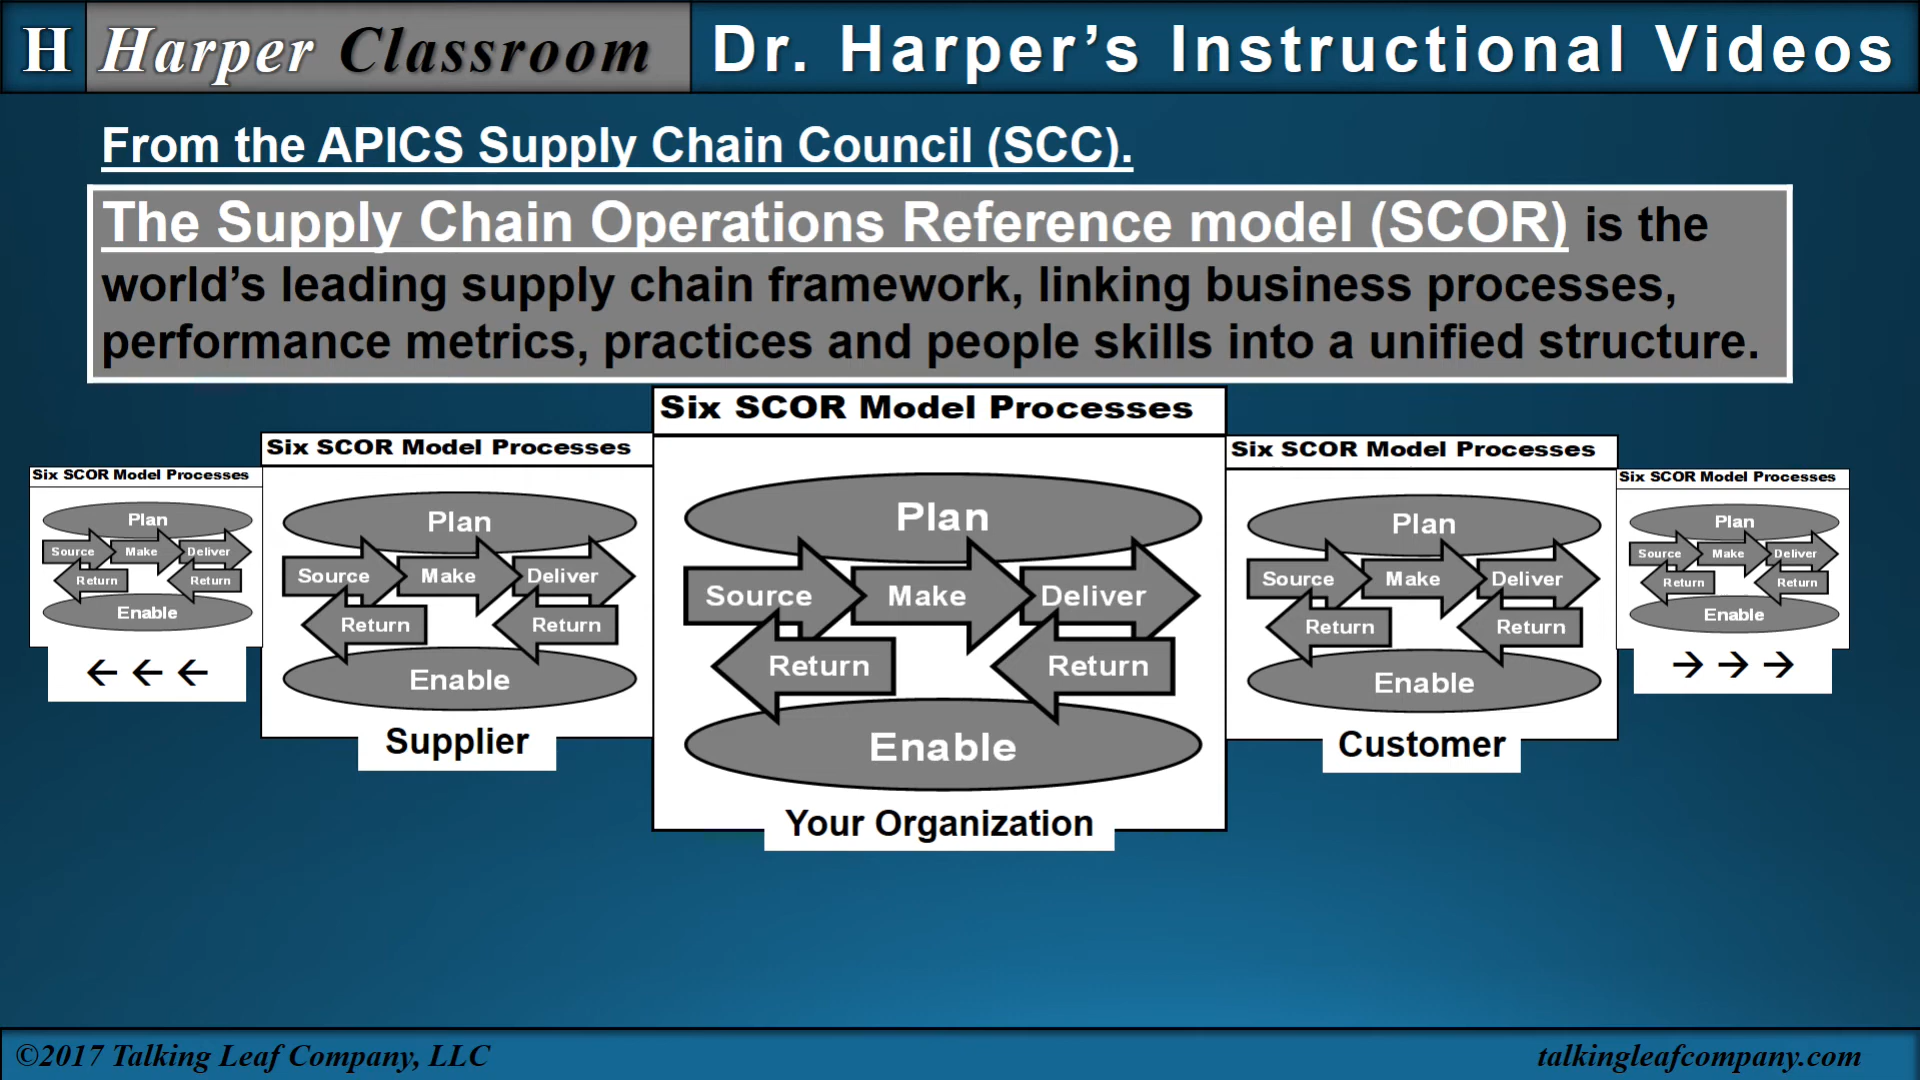 H Harper Classroom
Dr. Harper’s Instructional Videos
From the APICS Supply Chain Council (SCC).
The Supply Chain Operations Reference model (SCOR) is the
world’s leading supply chain framework, linking business processes,
performance metrics, practices and people skills into a unified structure.
Six SCOR Model Processes
Plan
Source Make Deliver
Return Return
Enable
← ← ←
Six SCOR Model Processes
Plan
Source Make Deliver
Return Return
Enable
Supplier
Six SCOR Model Processes
Plan
Source Make Deliver
Return Return
Enable
Your Organization
Six SCOR Model Processes
Plan
Source Make Deliver
Return Return
Enable
Customer
Six SCOR Model Processes
Plan
Source Make Deliver
Return Return
Enable
→ → →
©2017 Talking Leaf Company, LLC
talkingleafcompany.com